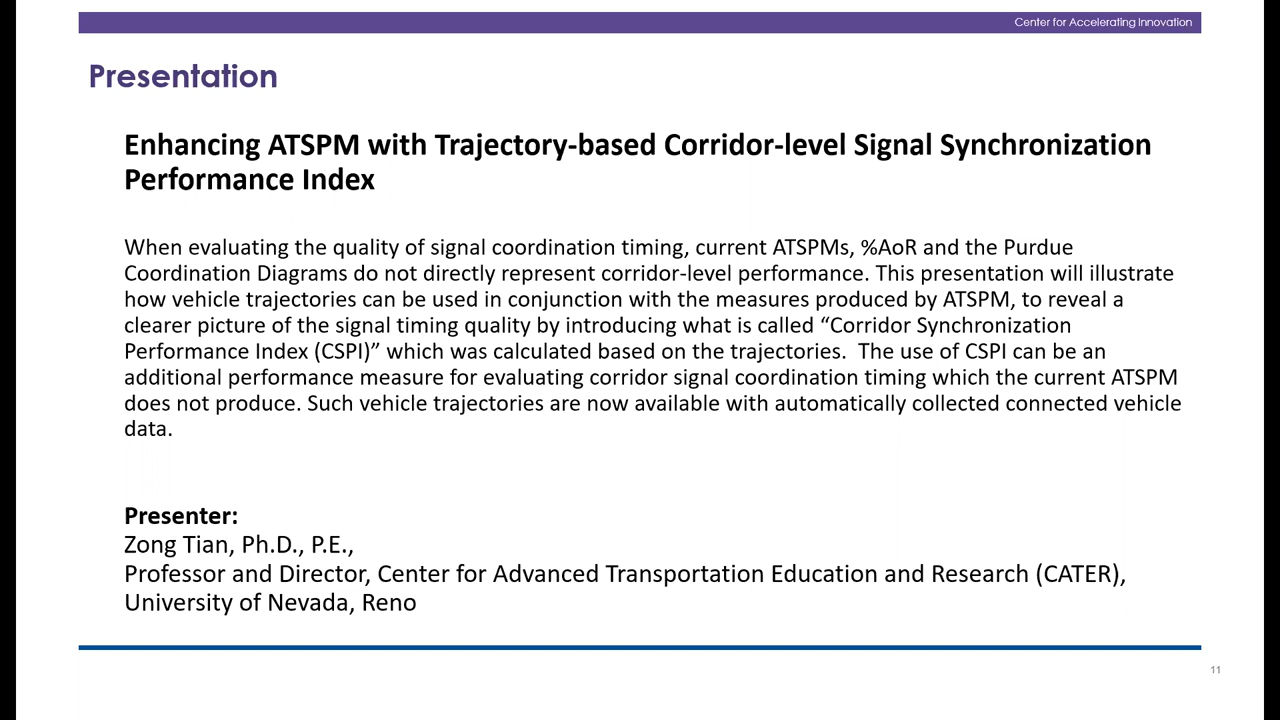 Center for Accelerating Innovation
Presentation
Enhancing ATSPM with Trajectory-based Corridor-level Signal Synchronization
Performance Index
When evaluating the quality of signal coordination timing, current ATSPMs, %AoR and the Purdue
Coordination Diagrams do not directly represent corridor-level performance. This presentation will illustrate
how vehicle trajectories can be used in conjunction with the measures produced by ATSPM, to reveal a
clearer picture of the signal timing quality by introducing what is called “Corridor Synchronization
Performance Index (CSPI)” which was calculated based on the trajectories.  The use of CSPI can be an
additional performance measure for evaluating corridor signal coordination timing which the current ATSPM
does not produce. Such vehicle trajectories are now available with automatically collected connected vehicle
data.
Presenter:
Zong Tian, Ph.D., P.E.,
Professor and Director, Center for Advanced Transportation Education and Research (CATER),
University of Nevada, Reno
11